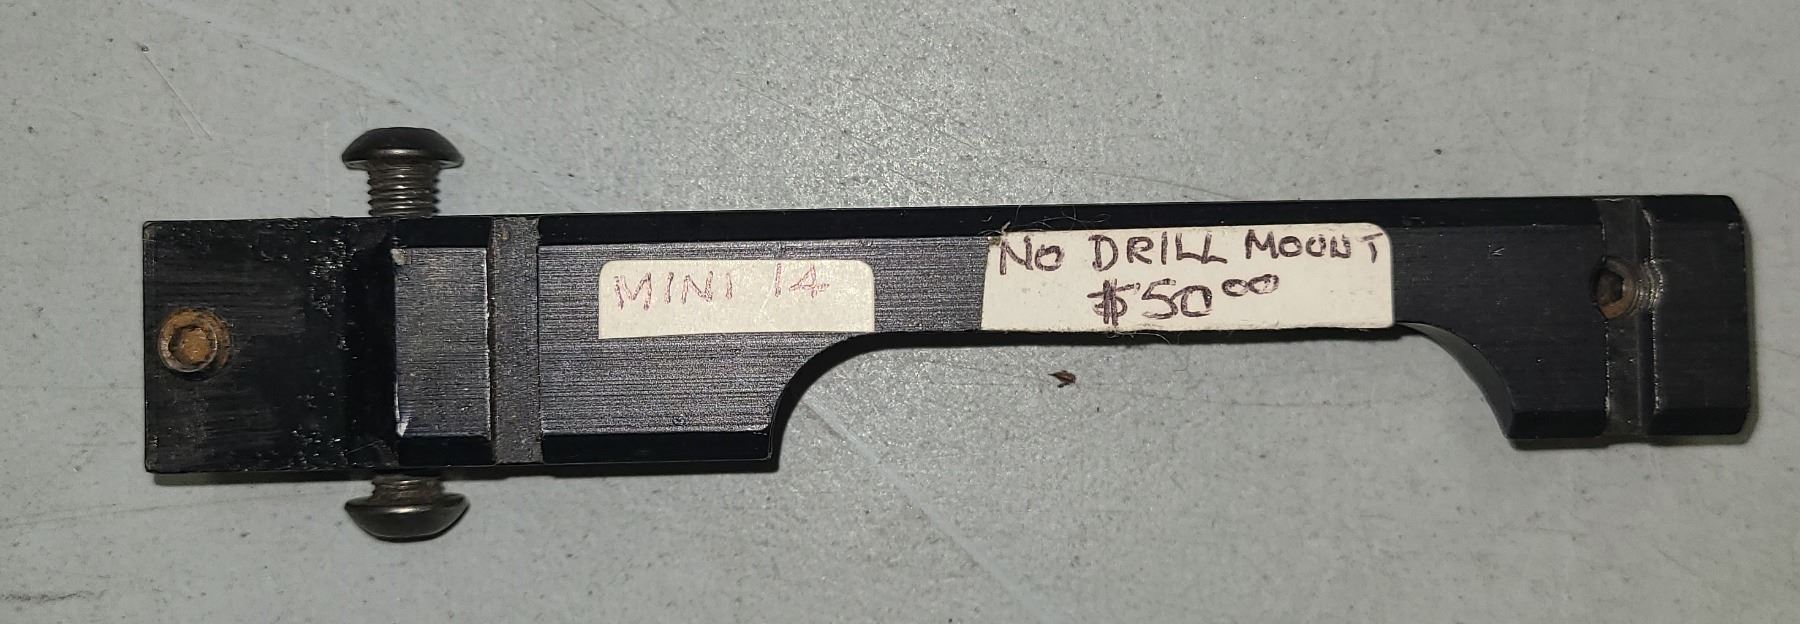 MINI 14
NO DRILL MOUNT
$50⁰⁰